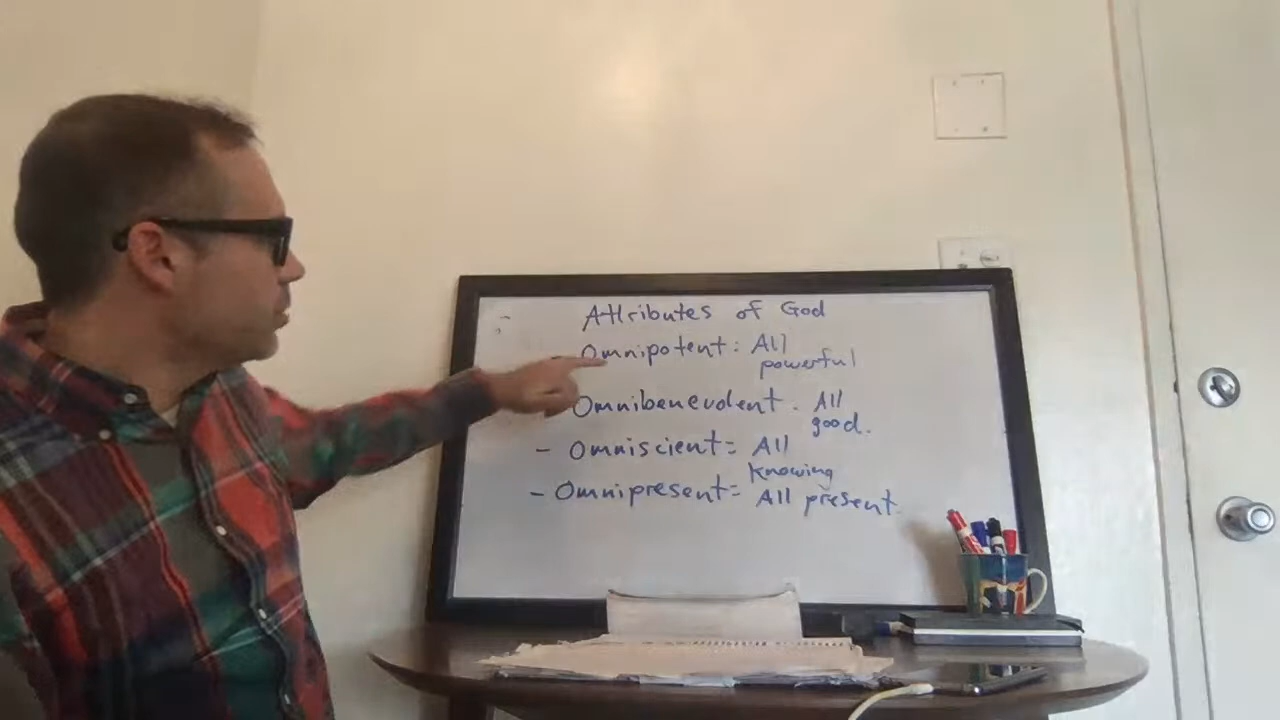 Attributes of God
Omnipotent: All
powerful
Omnibenevolent. All
good.
- Omniscient= All
knowing
- Omnipresent= All present